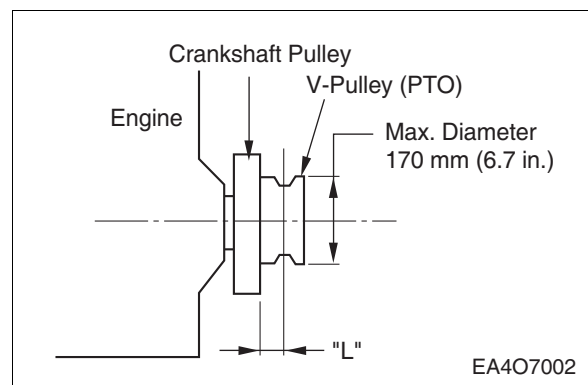 Crankshaft Pulley
V-Pulley (PTO)
Engine
Max. Diameter
170 mm (6.7 in.)
"L"
EA4O7002